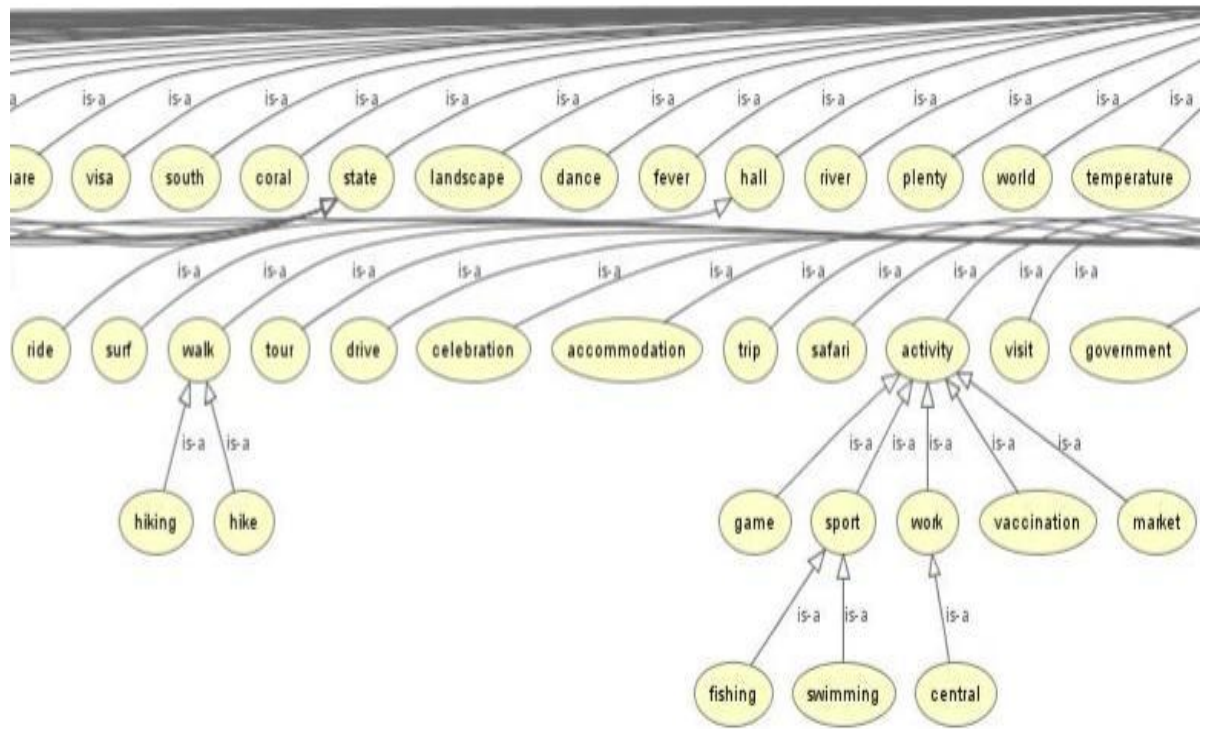 is-a is-a is-a is-a is-a is-a is-a is-a is-a is-a is-a is-a
visa south coral state landscape dance fever hall river plenty world temperature
is-a is-a is-a is-a is-a is-a is-a is-a is-a is-a is-a
ride surf walk tour drive celebration accommodation trip safari activity visit government
is-a is-a is-a is-a is-a is-a is-a
hiking hike game sport work vaccination market
is-a is-a is-a
fishing swimming central